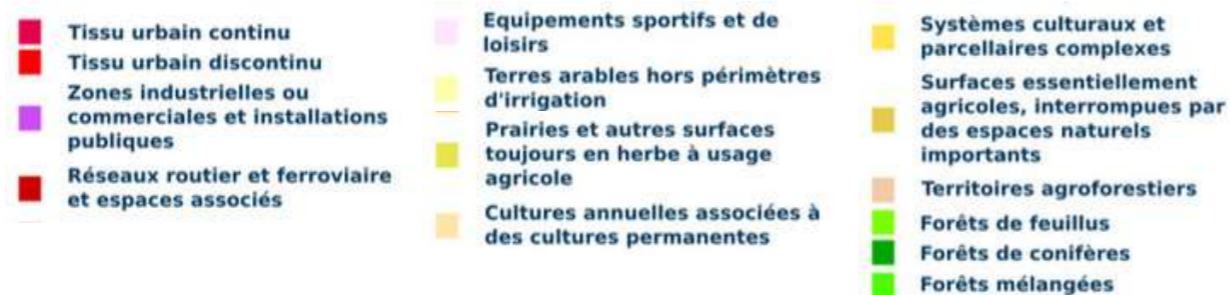 Tissu urbain continu
Tissu urbain discontinu
Zones industrielles ou
commerciales et installations
publiques
Réseaux routier et ferroviaire
et espaces associés
Equipements sportifs et de
loisirs
Terres arables hors périmètres
d'irrigation
Prairies et autres surfaces
toujours en herbe à usage
agricole
Cultures annuelles associées à
des cultures permanentes
Systèmes culturaux et
parcellaires complexes
Surfaces essentiellement
agricoles, interrompues par
des espaces naturels
importants
Territoires agroforestiers
Forêts de feuillus
Forêts de conifères
Forêts mélangées